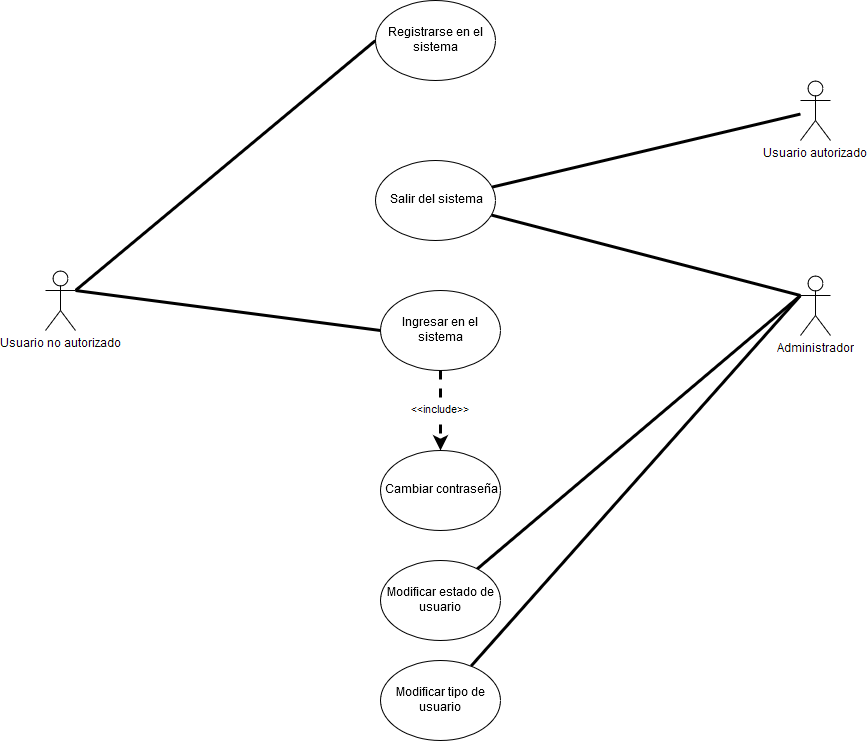 Registrarse en el
sistema
Usuario autorizado
Salir del sistema
Usuario no autorizado
Ingresar en el
sistema
Administrador
<<include>>
Cambiar contraseña
Modificar estado de
usuario
Modificar tipo de
usuario